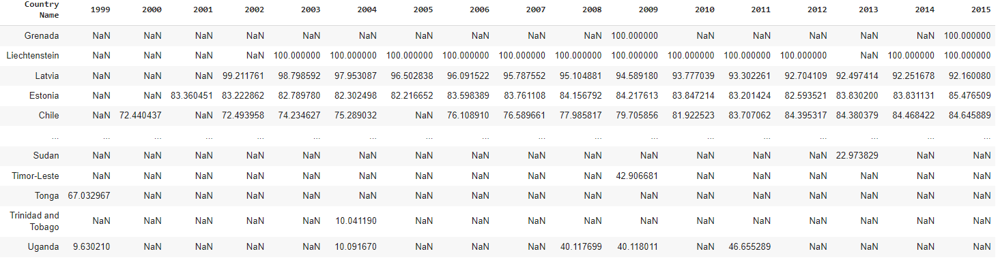 Country Name 1999 2000 2001 2002 2003 2004 2005 2006 2007 2008 2009 2010 2011 2012 2013 2014 2015
Grenada NaN NaN NaN NaN NaN NaN NaN NaN NaN NaN 100.000000 NaN NaN NaN NaN NaN 100.000000
Liechtenstein NaN NaN NaN NaN 100.000000 100.000000 100.000000 100.000000 100.000000 100.000000 100.000000 100.000000 100.000000 100.000000 NaN 100.000000 100.000000
Latvia NaN NaN NaN 99.211761 98.798592 97.953087 96.502838 96.091522 95.787552 95.104881 94.589180 93.777039 93.302261 92.704109 92.497414 92.251678 92.160080
Estonia NaN NaN 83.360451 83.222862 82.789780 82.302498 82.216652 83.598389 83.761108 84.156792 84.217613 83.847214 83.201424 82.593521 83.830200 83.831131 85.476509
Chile NaN 72.440437 NaN 72.493958 74.234627 75.289032 NaN 76.108910 76.589661 77.985817 79.705856 81.922523 83.707062 84.395317 84.380379 84.468422 84.645889
... ... ... ... ... ... ... ... ... ... ... ... ... ... ... ... ... ...
Sudan NaN NaN NaN NaN NaN NaN NaN NaN NaN NaN NaN NaN NaN NaN 22.973829 NaN NaN
Timor-Leste NaN NaN NaN NaN NaN NaN NaN NaN NaN NaN 42.906681 NaN NaN NaN NaN NaN NaN
Tonga 67.032967 NaN NaN NaN NaN NaN NaN NaN NaN NaN NaN NaN NaN NaN NaN NaN NaN
Trinidad and Tobago NaN NaN NaN NaN NaN 10.041190 NaN NaN NaN NaN NaN NaN NaN NaN NaN NaN NaN
Uganda 9.630210 NaN NaN NaN NaN 10.091670 NaN NaN NaN 40.117699 40.118011 NaN 46.655289 NaN NaN NaN NaN